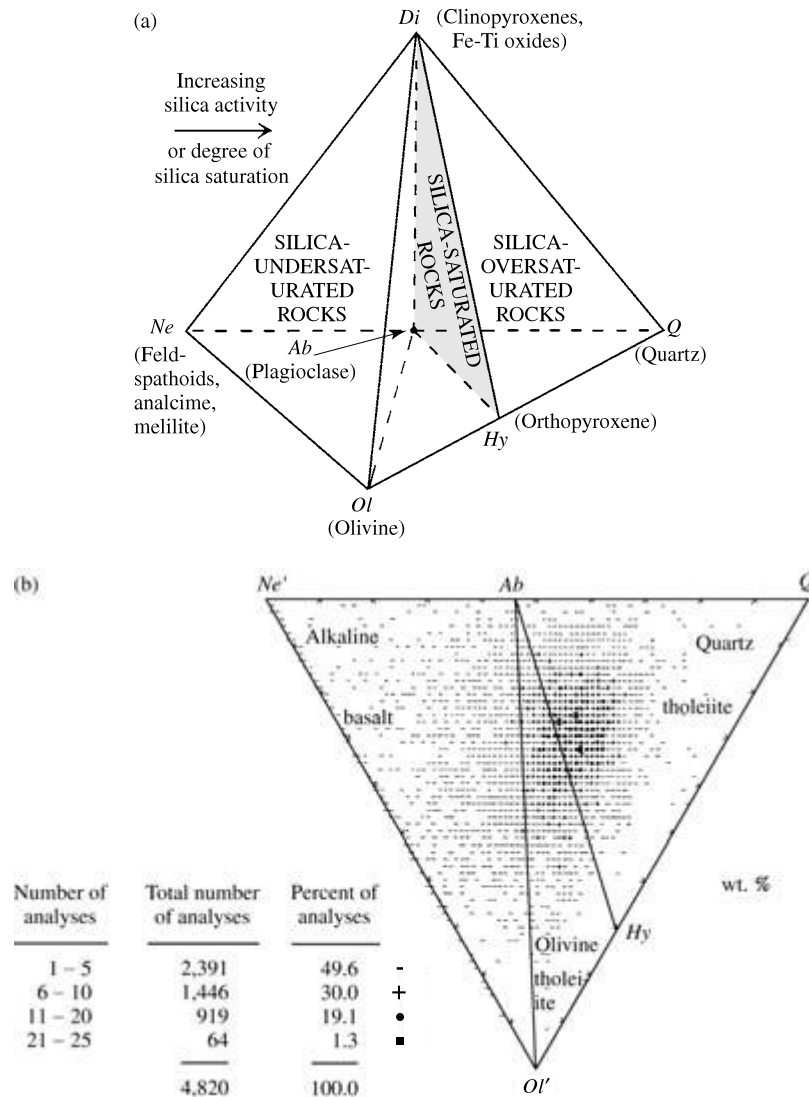 (a)
Di
(Clinopyroxenes,
Fe-Ti oxides)
Increasing
silica activity
or degree of
silica saturation
SILICA-
UNDERSAT-
URATED
ROCKS
SILICA-SATURATED
ROCKS
SILICA-
OVERSAT-
URATED
ROCKS
Ne
(Feld-
spathoids,
analcime,
melilite)
Ab
(Plagioclase)
Q
(Quartz)
Hy
(Orthopyroxene)
Ol
(Olivine)
(b)
Ne'
Ab
Q
Alkaline
basalt
Quartz
tholeiite
wt. %
Hy
Olivine
tholei-
ite
Ol'
Number of analyses Total number of analyses Percent of analyses
1 – 5 2,391 49.6 -
6 – 10 1,446 30.0 +
11 – 20 919 19.1 ●
21 – 25 64 1.3 ■
4,820 100.0